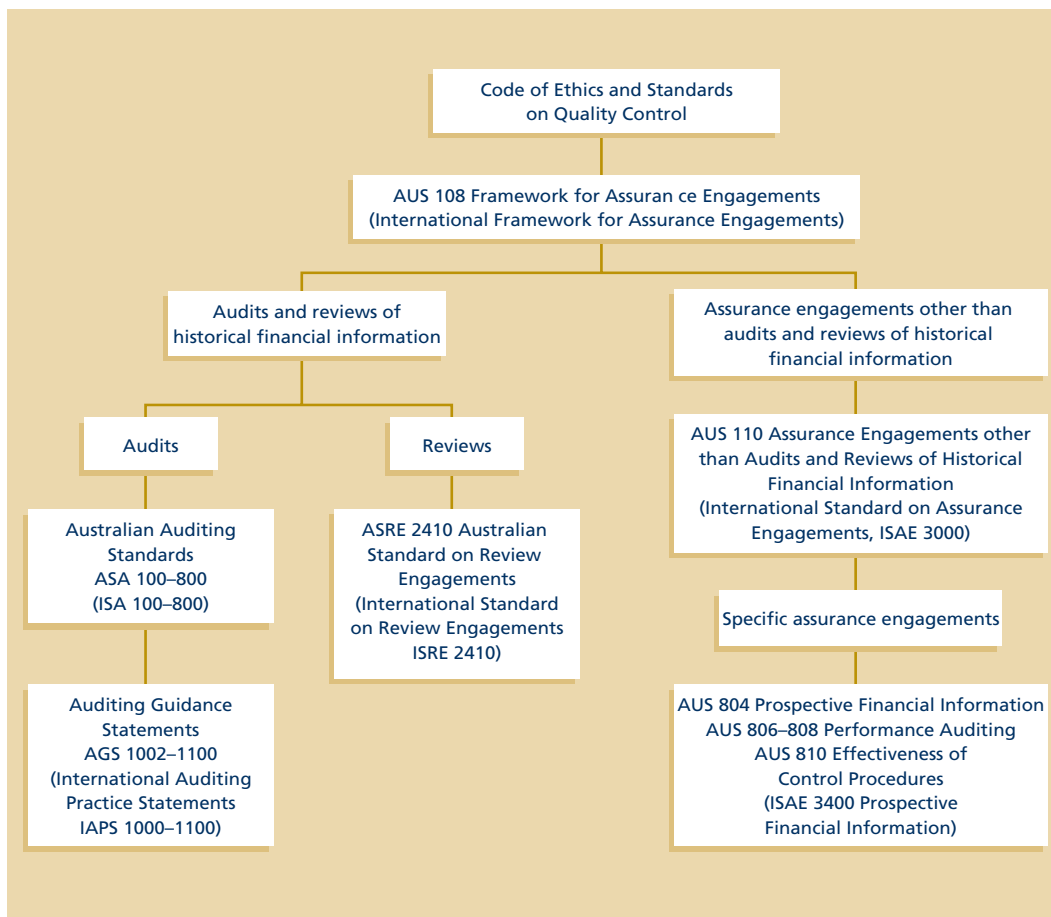 Code of Ethics and Standards
on Quality Control
AUS 108 Framework for Assuran ce Engagements
(International Framework for Assurance Engagements)
Audits and reviews of
historical financial information
Assurance engagements other than
audits and reviews of historical
financial information
Audits
Reviews
AUS 110 Assurance Engagements other
than Audits and Reviews of Historical
Financial Information
(International Standard on Assurance
Engagements, ISAE 3000)
Australian Auditing
Standards
ASA 100–800
(ISA 100–800)
ASRE 2410 Australian
Standard on Review
Engagements
(International Standard
on Review Engagements
ISRE 2410)
Specific assurance engagements
Auditing Guidance
Statements
AGS 1002–1100
(International Auditing
Practice Statements
IAPS 1000–1100)
AUS 804 Prospective Financial Information
AUS 806–808 Performance Auditing
AUS 810 Effectiveness of
Control Procedures
(ISAE 3400 Prospective
Financial Information)